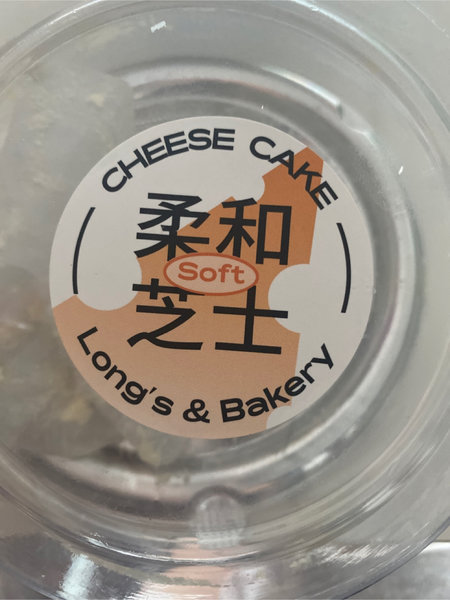 CHEESE CAKE
柔和
Soft
芝士
Long's & Bakery